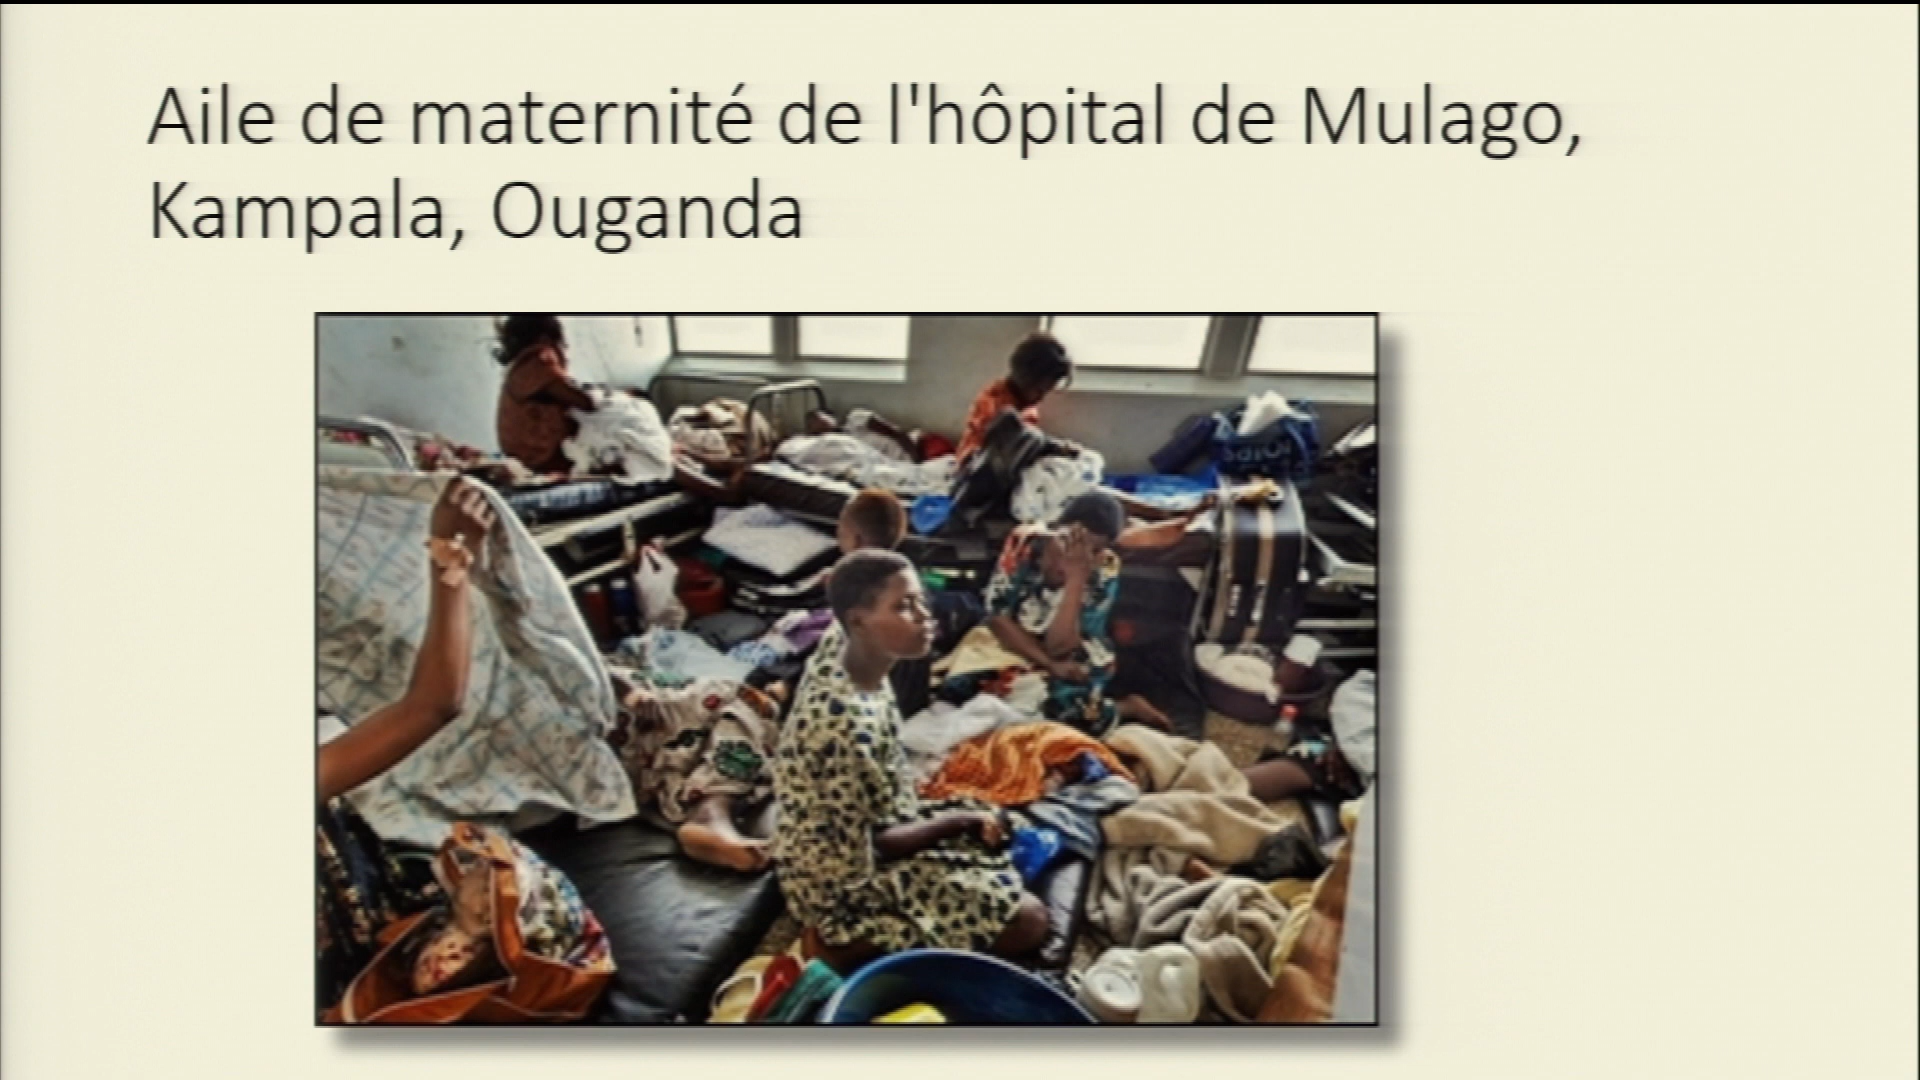 Aile de maternité de l'hôpital de Mulago,
Kampala, Ouganda